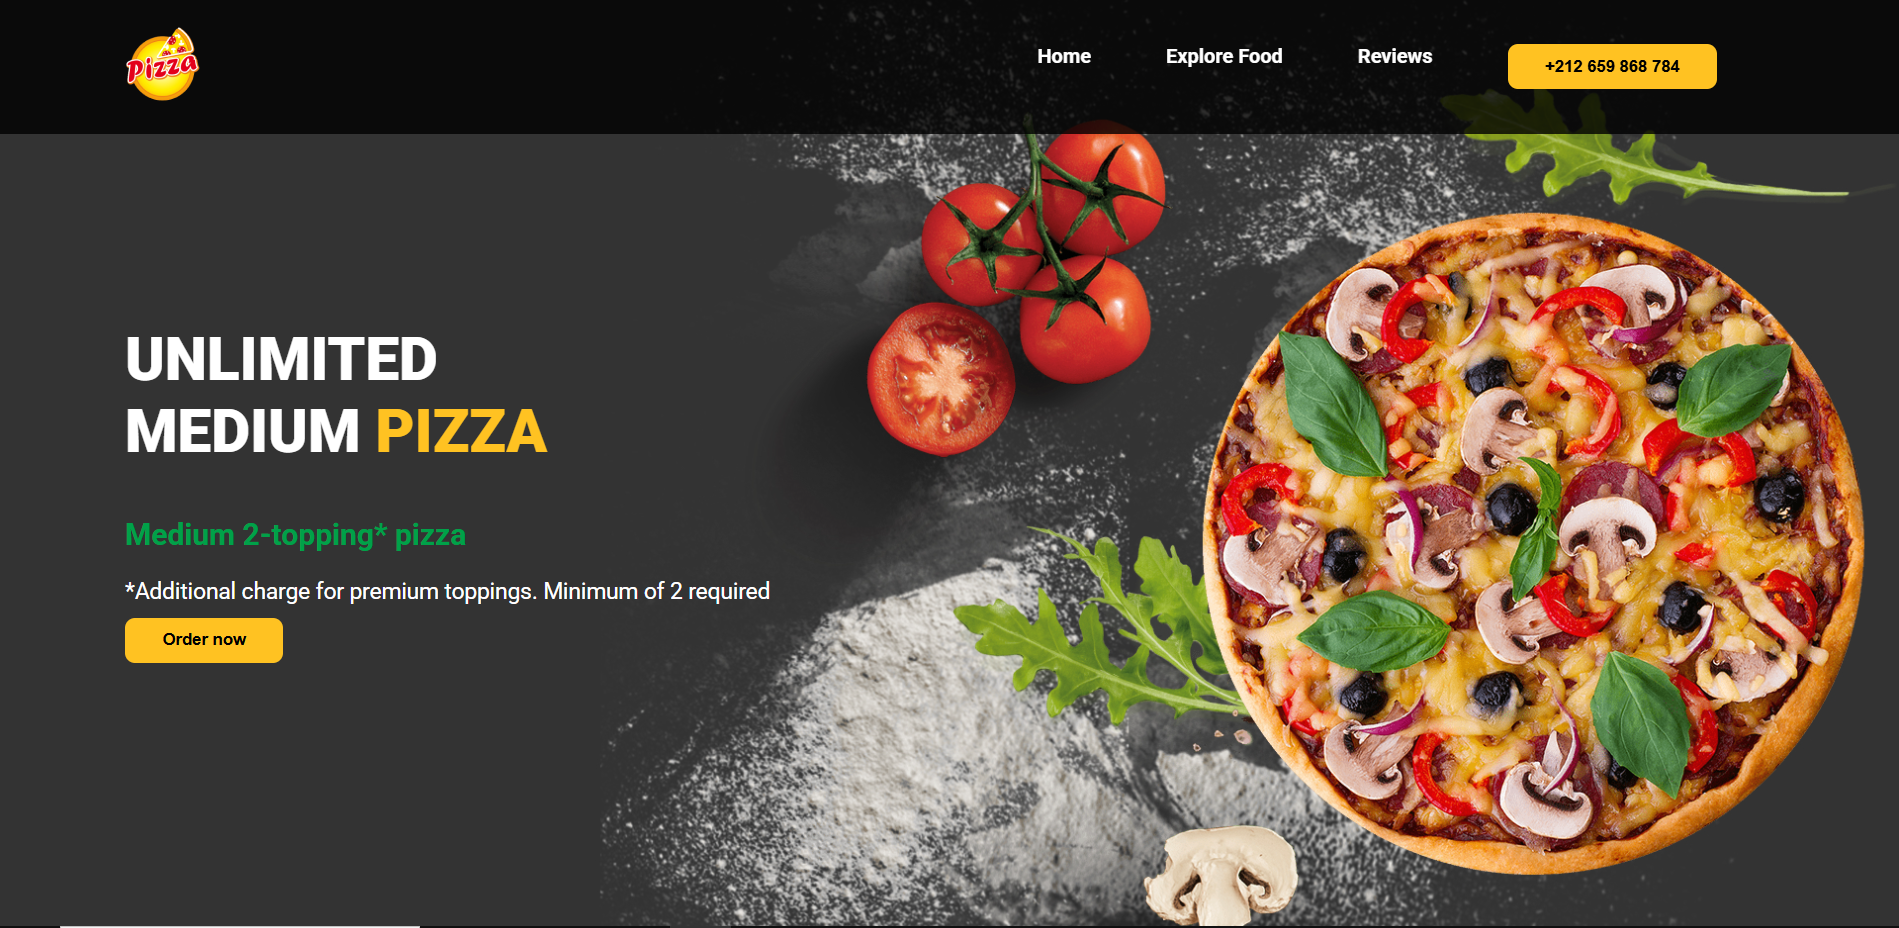 Pizza
Home
Explore Food
Reviews
+212 659 868 784
UNLIMITED
MEDIUM PIZZA
Medium 2-topping* pizza
*Additional charge for premium toppings. Minimum of 2 required
Order now